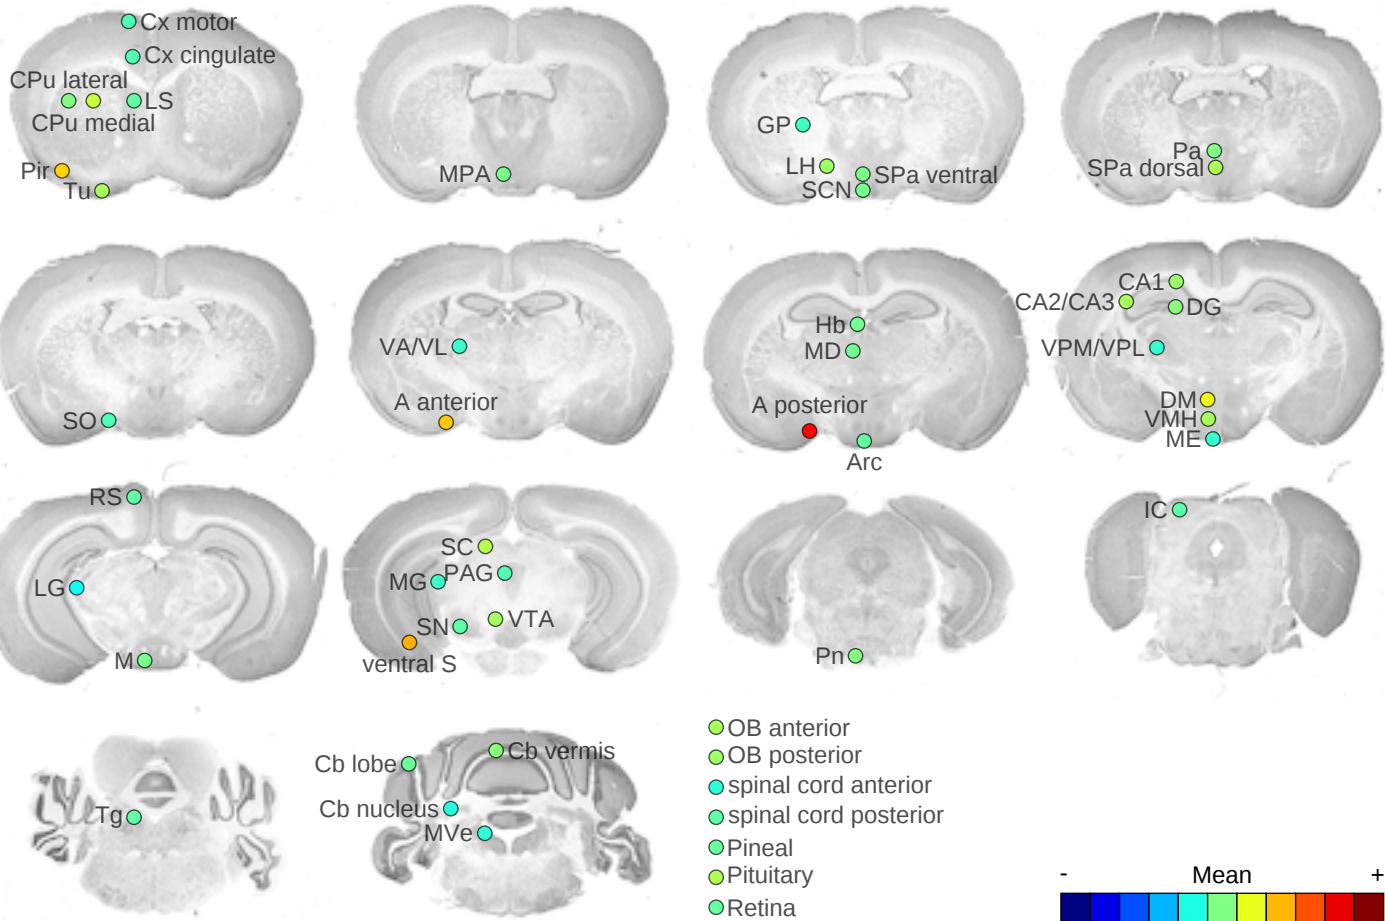 Cx motor
Cx cingulate
CPu lateral
LS
CPu medial
Pir
Tu
MPA
GP
LH
SPa ventral
SCN
Pa
SPa dorsal
SO
VA/VL
A anterior
Hb
MD
A posterior
Arc
CA1
CA2/CA3
DG
VPM/VPL
DM
VMH
ME
RS
LG
M
SC
MG
PAG
SN
VTA
ventral S
Pn
IC
Tg
Cb lobe
Cb vermis
Cb nucleus
MVe
OB anterior
OB posterior
spinal cord anterior
spinal cord posterior
Pineal
Pituitary
Retina
- Mean +